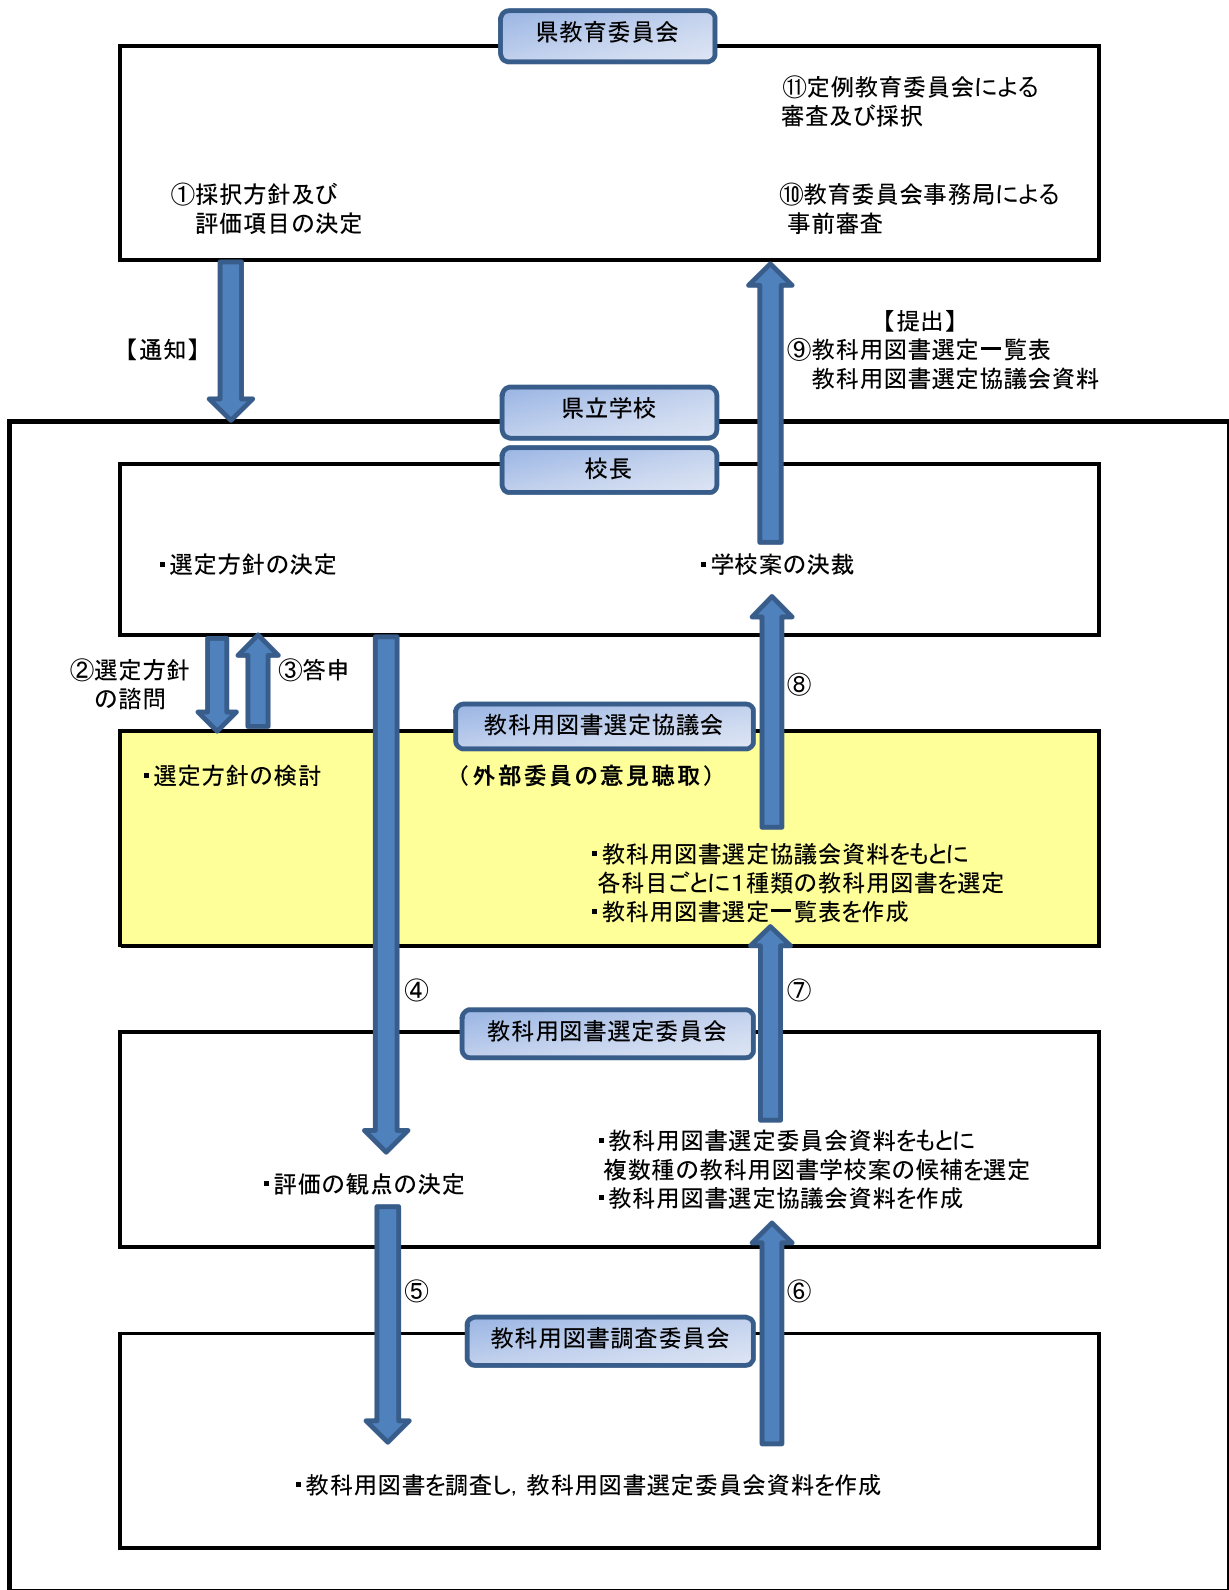 県教育委員会
⑪定例教育委員会による
審査及び採択
①採択方針及び
評価項目の決定
⑩教育委員会事務局による
事前審査
【通知】
【提出】
⑨教科用図書選定一覧表
教科用図書選定協議会資料
県立学校
校長
・選定方針の決定
・学校案の決裁
②選定方針
の諮問
③答申
⑧
教科用図書選定協議会
・選定方針の検討
（外部委員の意見聴取）
・教科用図書選定協議会資料をもとに
各科目ごとに１種類の教科用図書を選定
・教科用図書選定一覧表を作成
④
⑦
教科用図書選定委員会
・評価の観点の決定
・教科用図書選定委員会資料をもとに
複数種の教科用図書学校案の候補を選定
・教科用図書選定協議会資料を作成
⑤
⑥
教科用図書調査委員会
・教科用図書を調査し，教科用図書選定委員会資料を作成